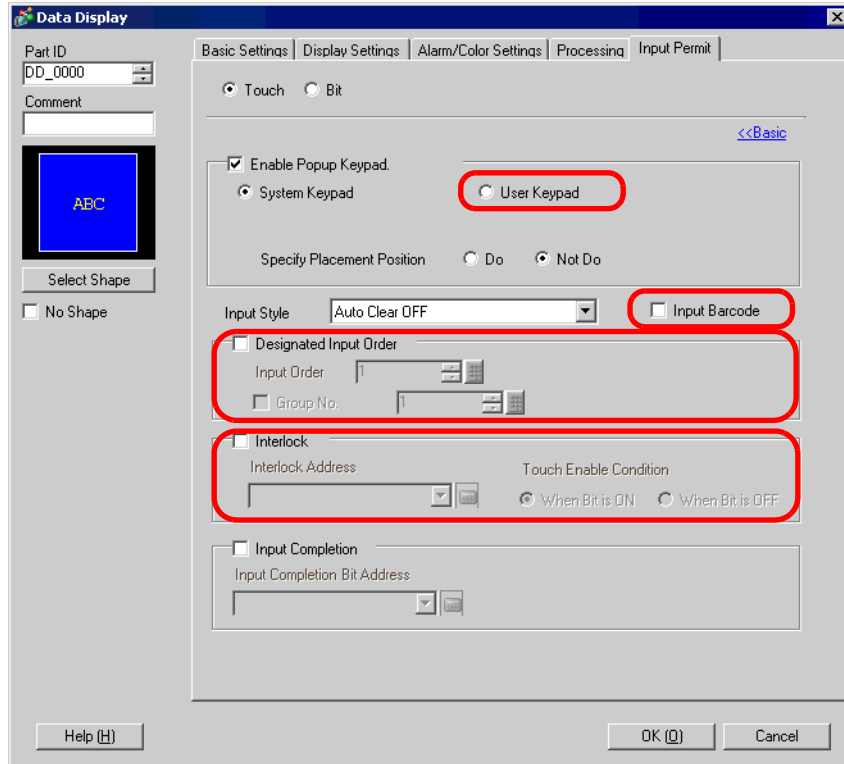 Data Display
Part ID
DD_0000
Comment
ABC
Select Shape
No Shape
Basic Settings Display Settings Alarm/Color Settings Processing Input Permit
Touch Bit
<<Basic
Enable Popup Keypad.
System Keypad User Keypad
Specify Placement Position Do Not Do
Input Style Auto Clear OFF Input Barcode
Designated Input Order
Input Order 1
Group No. 1
Interlock
Interlock Address Touch Enable Condition
When Bit is ON When Bit is OFF
Input Completion
Input Completion Bit Address
Help (H) OK (O) Cancel